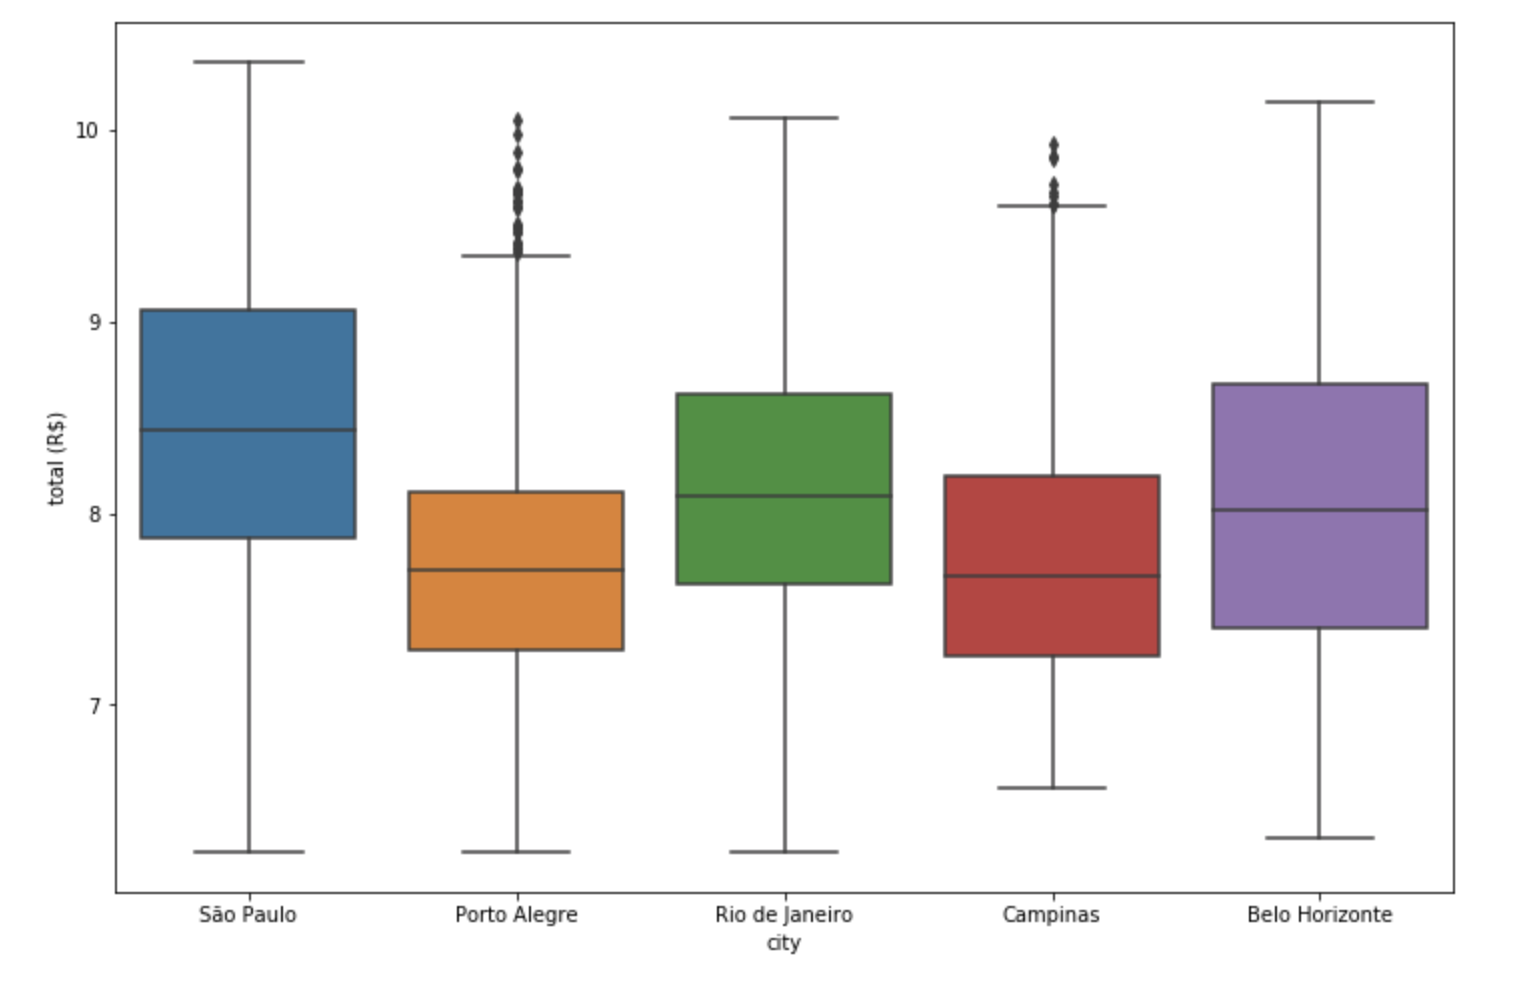 10
9
8
7
total (R$)
São Paulo
Porto Alegre
Rio de Janeiro
Campinas
Belo Horizonte
city